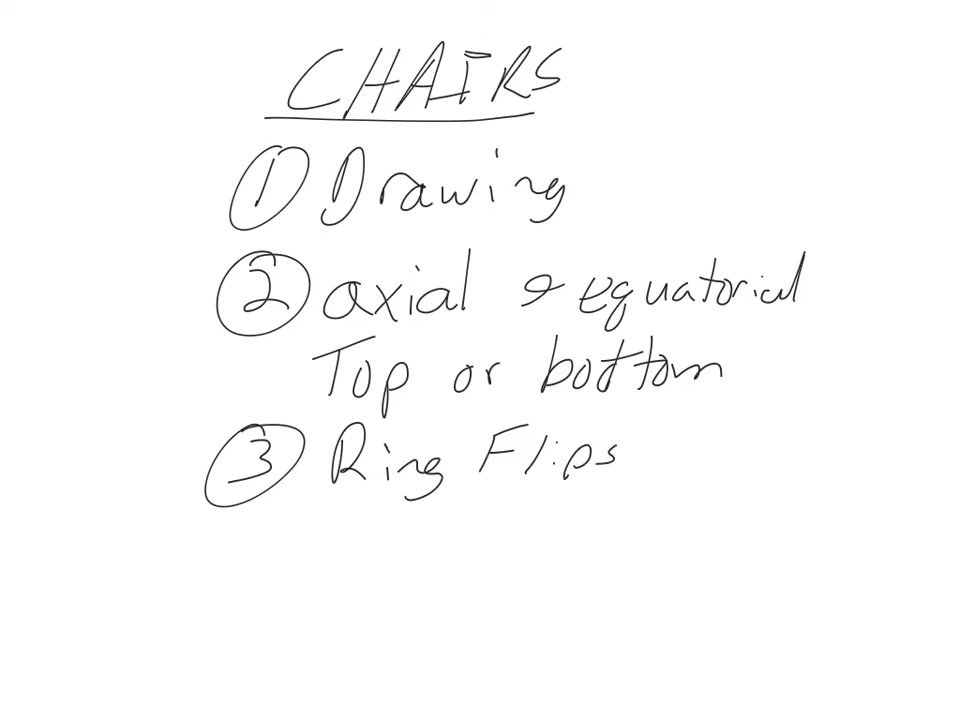 CHAIRS
① Drawing
② axial & equatorial
Top or bottom
③ Ring Flips